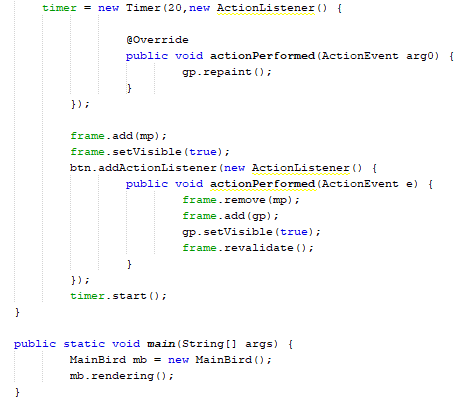 timer = new Timer(20,new ActionListener() {
@Override
public void actionPerformed(ActionEvent arg0) {
gp.repaint();
}
});
frame.add(mp);
frame.setVisible(true);
btn.addActionListener(new ActionListener() {
public void actionPerformed(ActionEvent e) {
frame.remove(mp);
frame.add(gp);
gp.setVisible(true);
frame.revalidate();
}
});
timer.start();
}
public static void main(String[] args) {
MainBird mb = new MainBird();
mb.rendering();
}